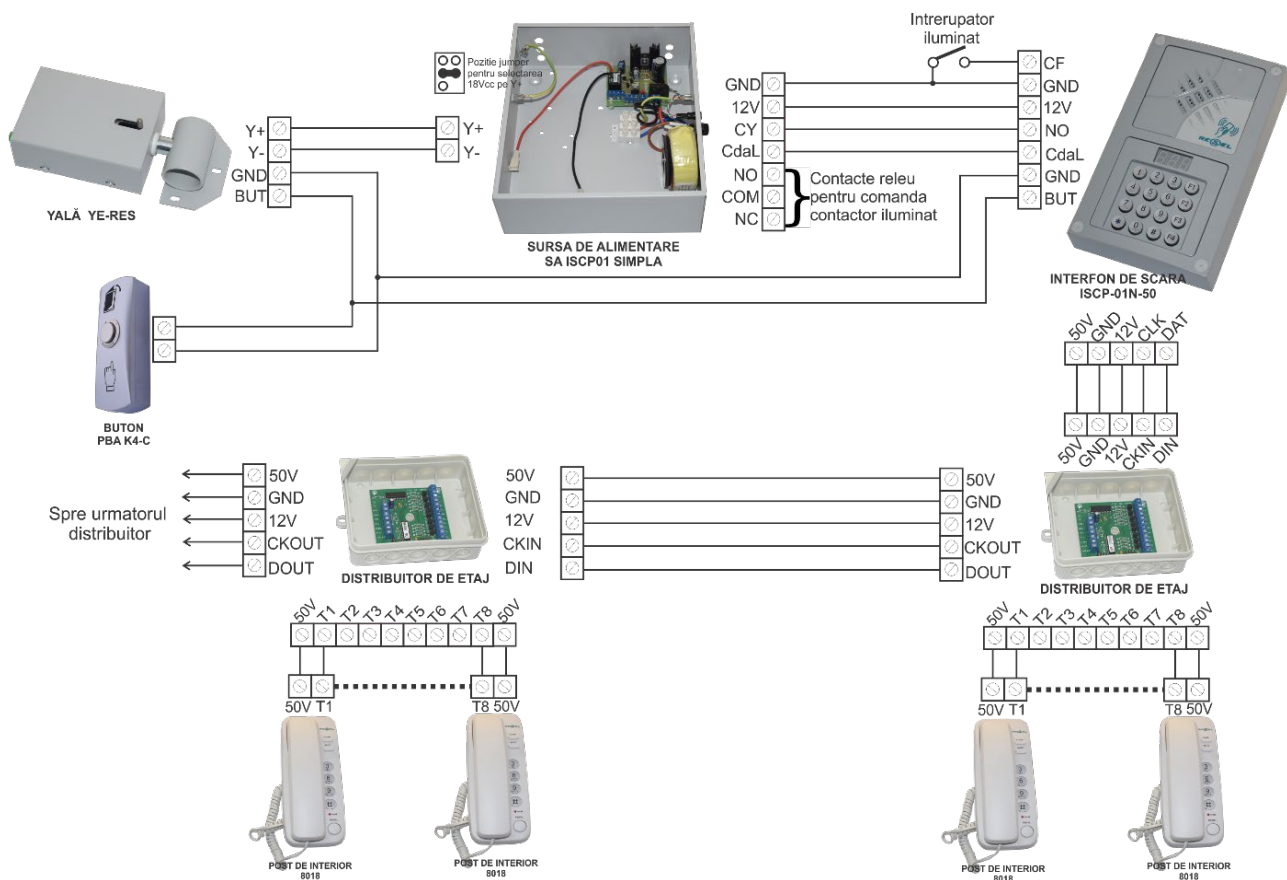 Intrerupator
iluminat
Pozitie jumper
pentru selectarea
18Vcc pe Y+
Y+
Y-
GND
BUT
Y+
Y-
GND
12V
CY
CdaL
NO
COM
NC
Contacte releu
pentru comanda
contactor iluminat
CF
GND
12V
NO
CdaL
GND
BUT
YALĂ YE-RES
SURSA DE ALIMENTARE
SA ISCP01 SIMPLA
INTERFON DE SCARA
ISCP-01N-50
BUTON
PBA K4-C
50V GND 12V CLK DAT
50V GND 12V CKIN DIN
Spre urmatorul
distribuitor
50V
GND
12V
CKOUT
DOUT
50V
GND
12V
CKIN
DIN
50V
GND
12V
CKOUT
DOUT
DISTRIBUITOR DE ETAJ
DISTRIBUITOR DE ETAJ
50V T1 T2 T3 T4 T5 T6 T7 T8 50V
50V T1 T8 50V
50V T1 T2 T3 T4 T5 T6 T7 T8 50V
50V T1 T8 50V
POST DE INTERIOR
8018
POST DE INTERIOR
8018
POST DE INTERIOR
8018
POST DE INTERIOR
8018